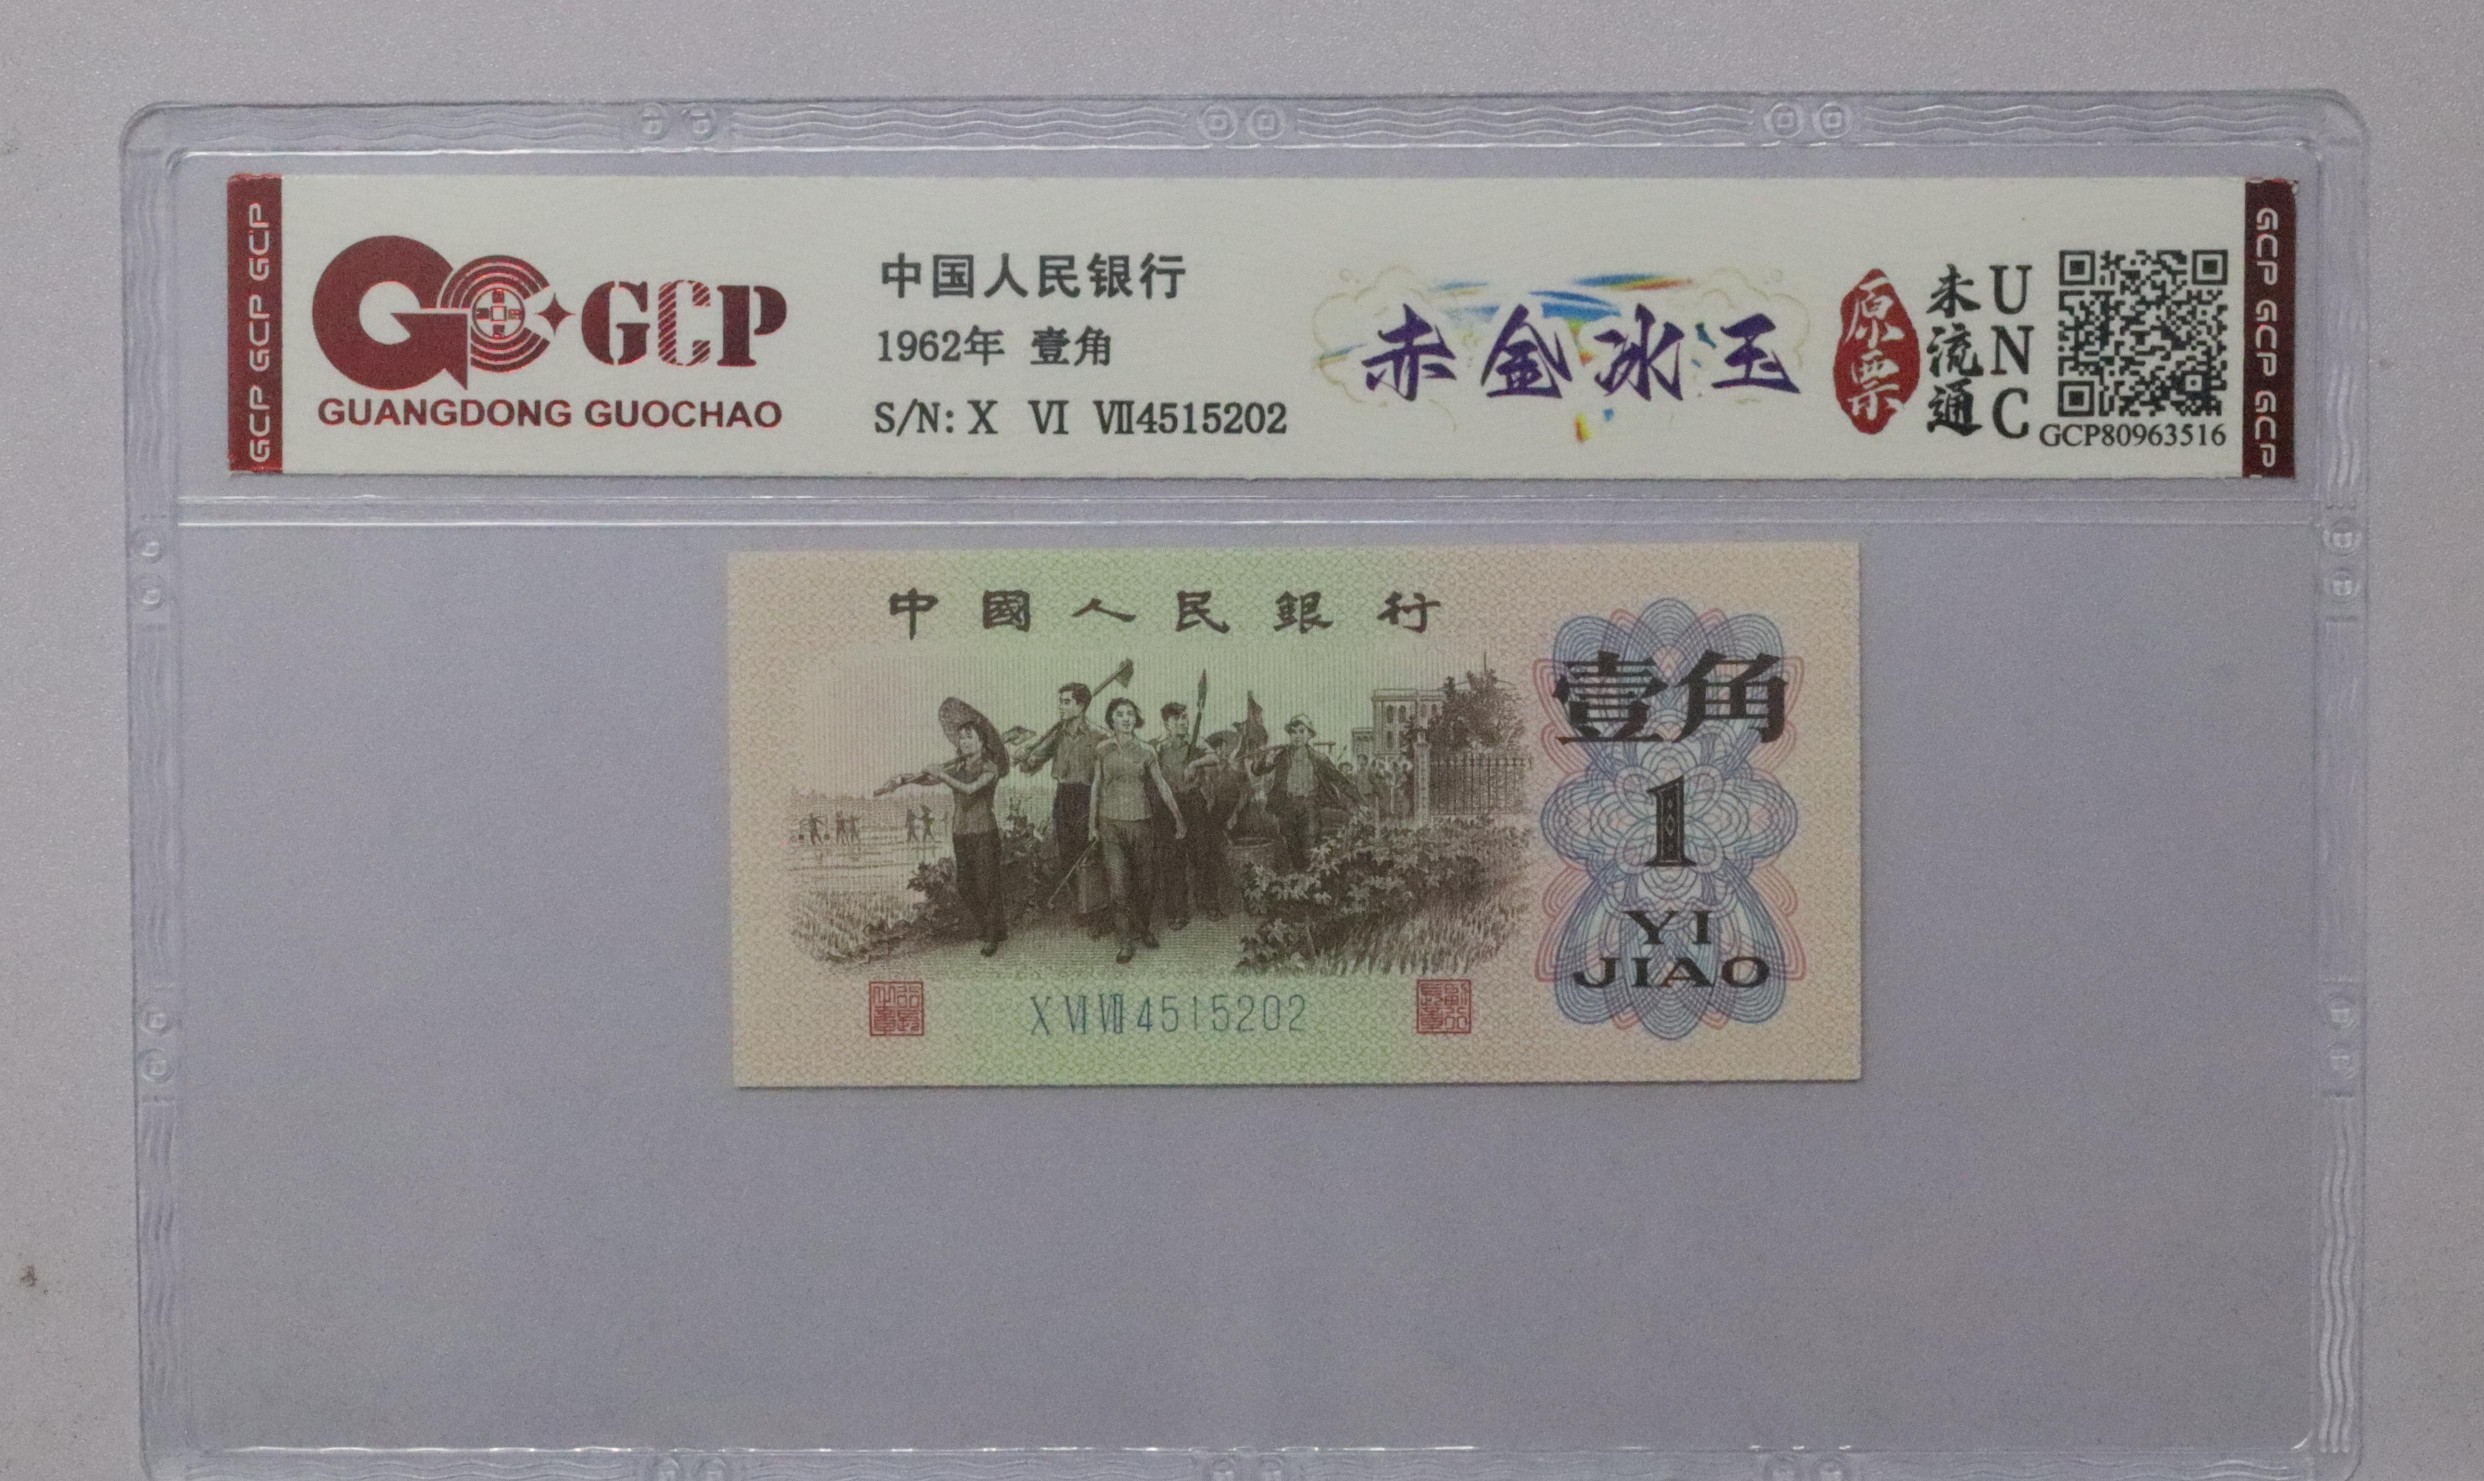 GCP GCP GCP
GCP
GUANGDONG GUOCHAO
中国人民银行
1962年 壹角
S/N: X VI VII4515202
赤金冰玉
原票
未流通
UNC
GCP80963516
GCP GCP GCP
中國人民銀行
壹角
1
YI
JIAO
X VI VII 4515202